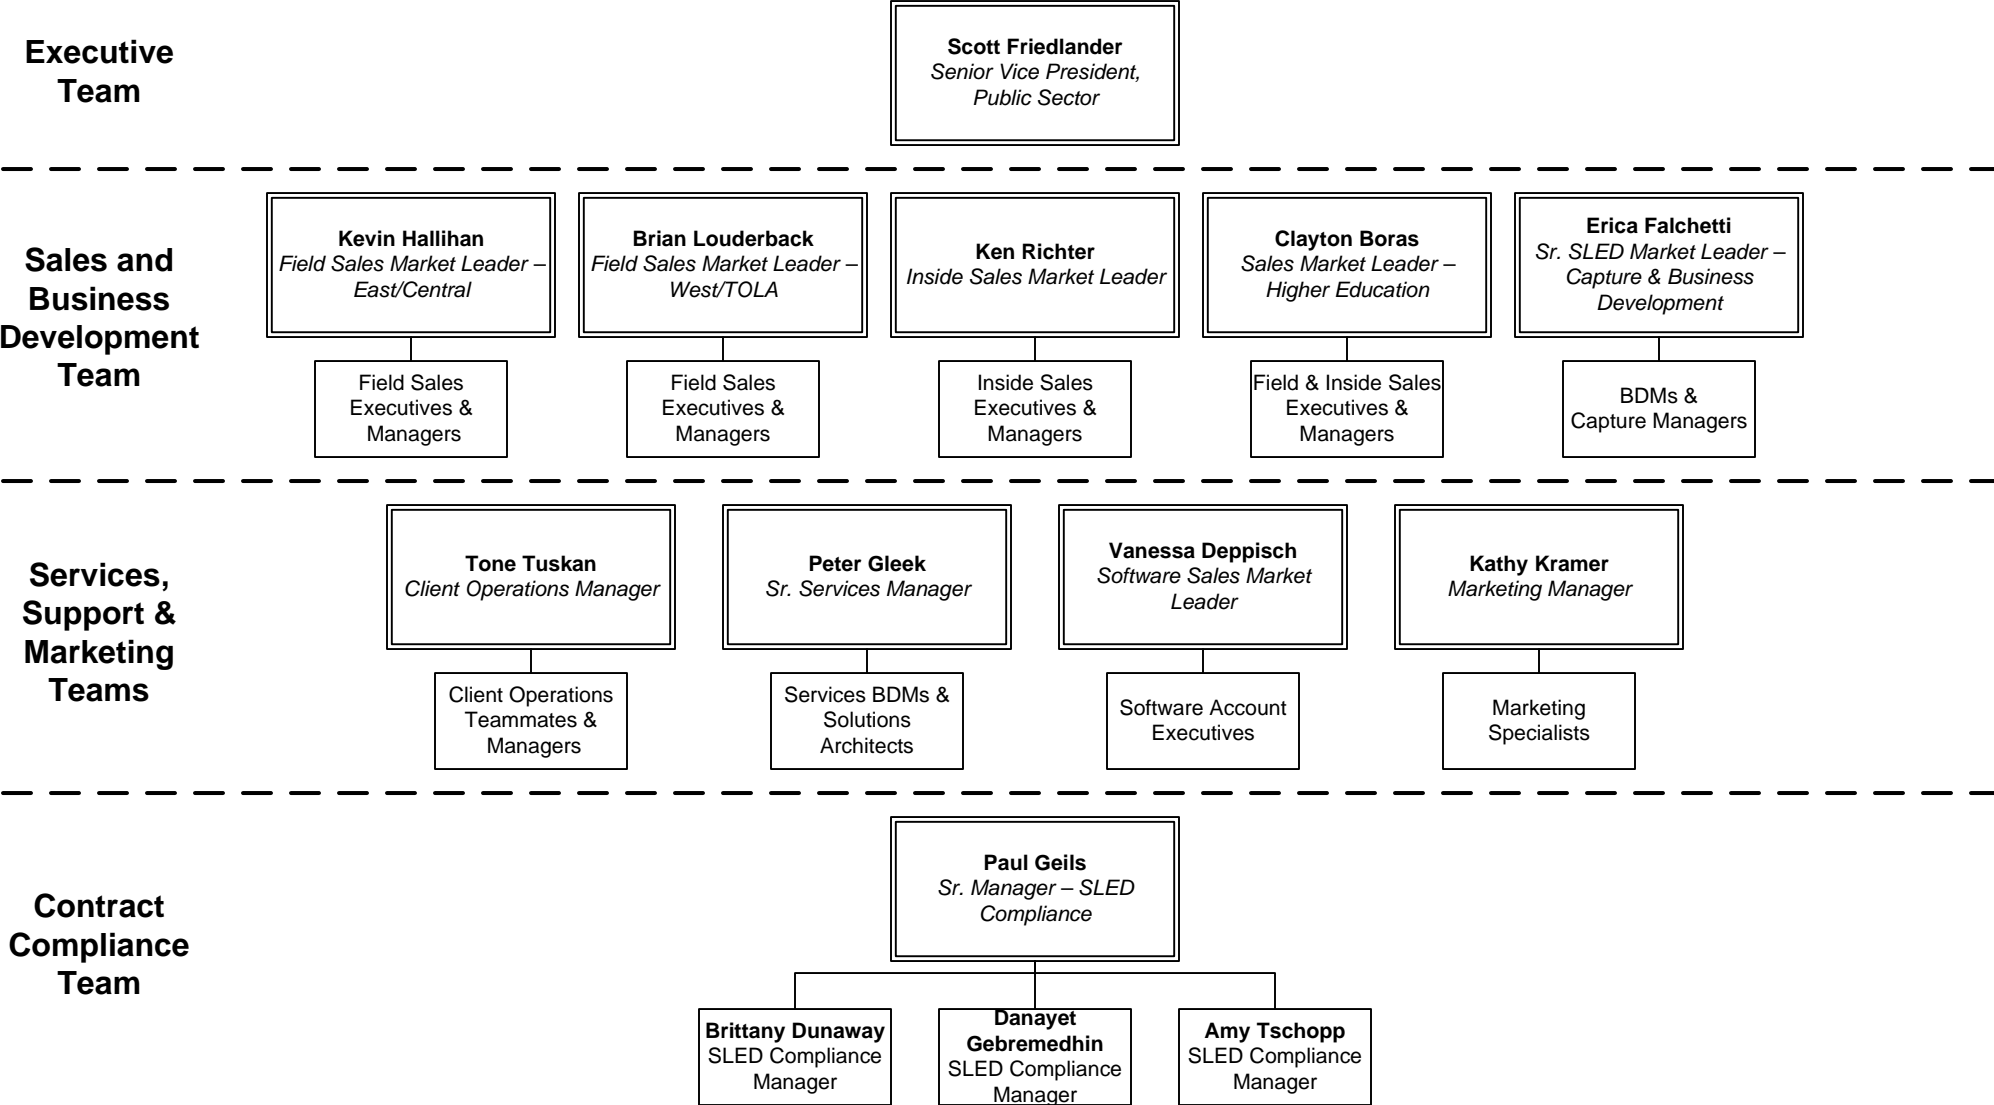 Executive
Team
Scott Friedlander
Senior Vice President,
Public Sector
Sales and
Business
Development
Team
Kevin Hallihan
Field Sales Market Leader –
East/Central
Brian Louderback
Field Sales Market Leader –
West/TOLA
Ken Richter
Inside Sales Market Leader
Clayton Boras
Sales Market Leader –
Higher Education
Erica Falchetti
Sr. SLED Market Leader –
Capture & Business
Development
Field Sales
Executives &
Managers
Field Sales
Executives &
Managers
Inside Sales
Executives &
Managers
Field & Inside Sales
Executives &
Managers
BDMs &
Capture Managers
Services,
Support &
Marketing
Teams
Tone Tuskan
Client Operations Manager
Peter Gleek
Sr. Services Manager
Vanessa Deppisch
Software Sales Market
Leader
Kathy Kramer
Marketing Manager
Client Operations
Teammates &
Managers
Services BDMs &
Solutions
Architects
Software Account
Executives
Marketing
Specialists
Contract
Compliance
Team
Paul Geils
Sr. Manager – SLED
Compliance
Brittany Dunaway
SLED Compliance
Manager
Danayet
Gebremedhin
SLED Compliance
Manager
Amy Tschopp
SLED Compliance
Manager